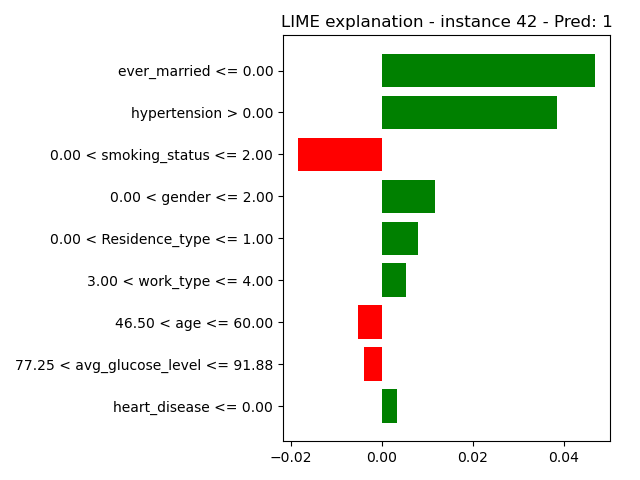 LIME explanation - instance 42 - Pred: 1
ever_married <= 0.00
hypertension > 0.00
0.00 < smoking_status <= 2.00
0.00 < gender <= 2.00
0.00 < Residence_type <= 1.00
3.00 < work_type <= 4.00
46.50 < age <= 60.00
77.25 < avg_glucose_level <= 91.88
heart_disease <= 0.00
−0.02 0.00 0.02 0.04